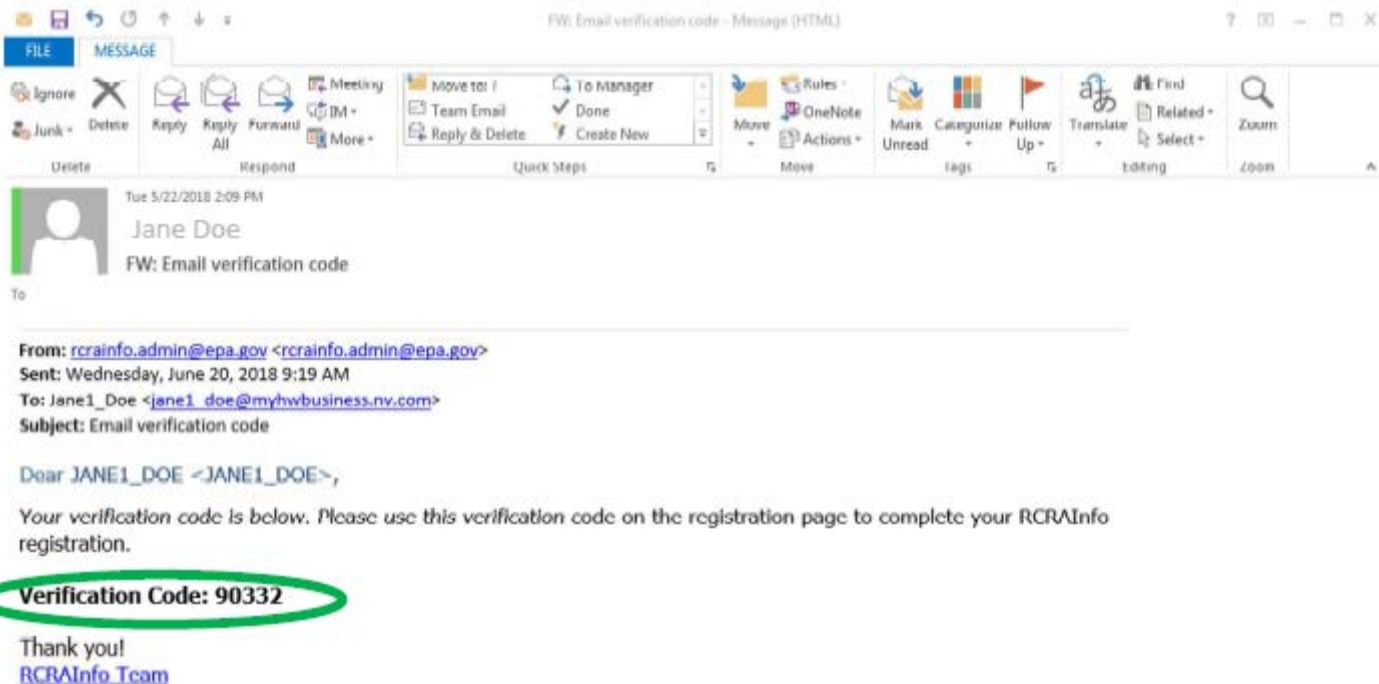 FW: Email verification code - Message (HTML)
FILE MESSAGE
Ignore
Junk
Delete
Reply
Reply All
Forward
Meeting
IM
More
Move to: ?
Team Email
Reply & Delete
To Manager
Done
Create New
Move
Rules
OneNote
Actions
Mark Unread
Categorize
Follow Up
Translate
Find
Related
Select
Zoom
Delete Respond Quick Steps Move Tags Editing Zoom
Tue 5/22/2018 2:09 PM
Jane Doe
FW: Email verification code
To
From: rcrainfo.admin@epa.gov <rcrainfo.admin@epa.gov>
Sent: Wednesday, June 20, 2018 9:19 AM
To: Jane1_Doe <jane1_doe@myhwbusiness.nv.com>
Subject: Email verification code
Dear JANE1_DOE <JANE1_DOE>,
Your verification code is below. Please use this verification code on the registration page to complete your RCRAInfo
registration.
Verification Code: 90332
Thank you!
RCRAInfo Team